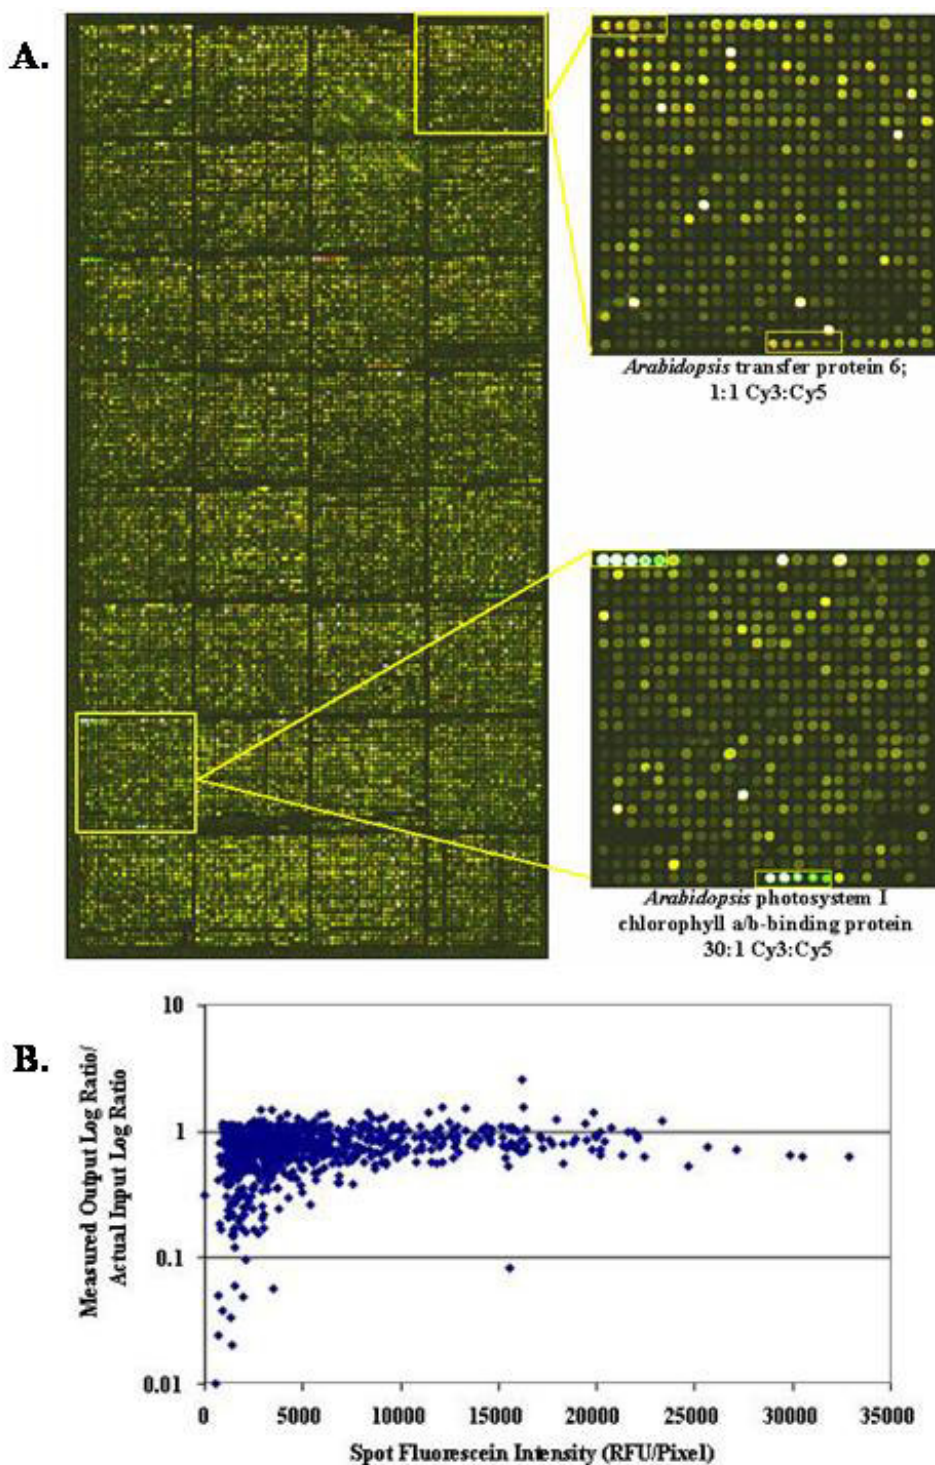 A.
Arabidopsis transfer protein 6;
1:1 Cy3:Cy5
Arabidopsis photosystem I
chlorophyll a/b-binding protein
30:1 Cy3:Cy5
B.
Measured Output Log Ratio/
Actual Input Log Ratio
10
1
0.1
0.01
0 5000 10000 15000 20000 25000 30000 35000
Spot Fluorescein Intensity (RFU/Pixel)